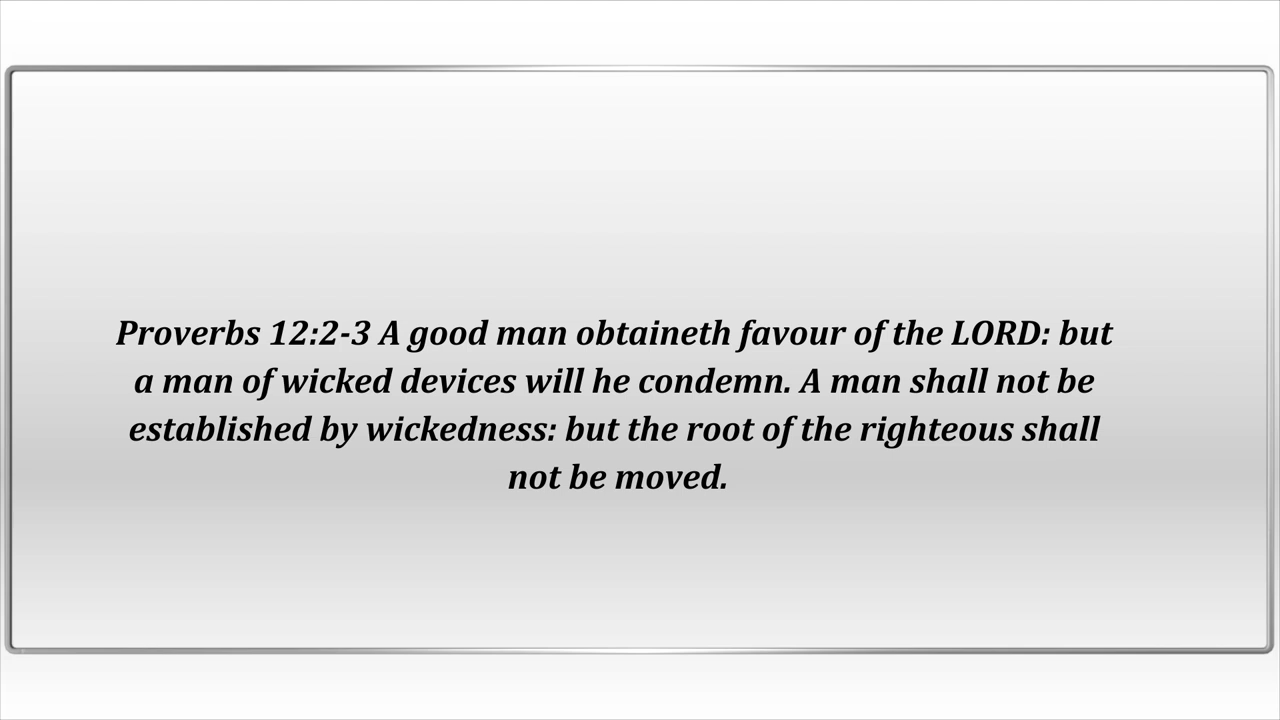 Proverbs 12:2-3 A good man obtaineth favour of the LORD: but
a man of wicked devices will he condemn. A man shall not be
established by wickedness: but the root of the righteous shall
not be moved.